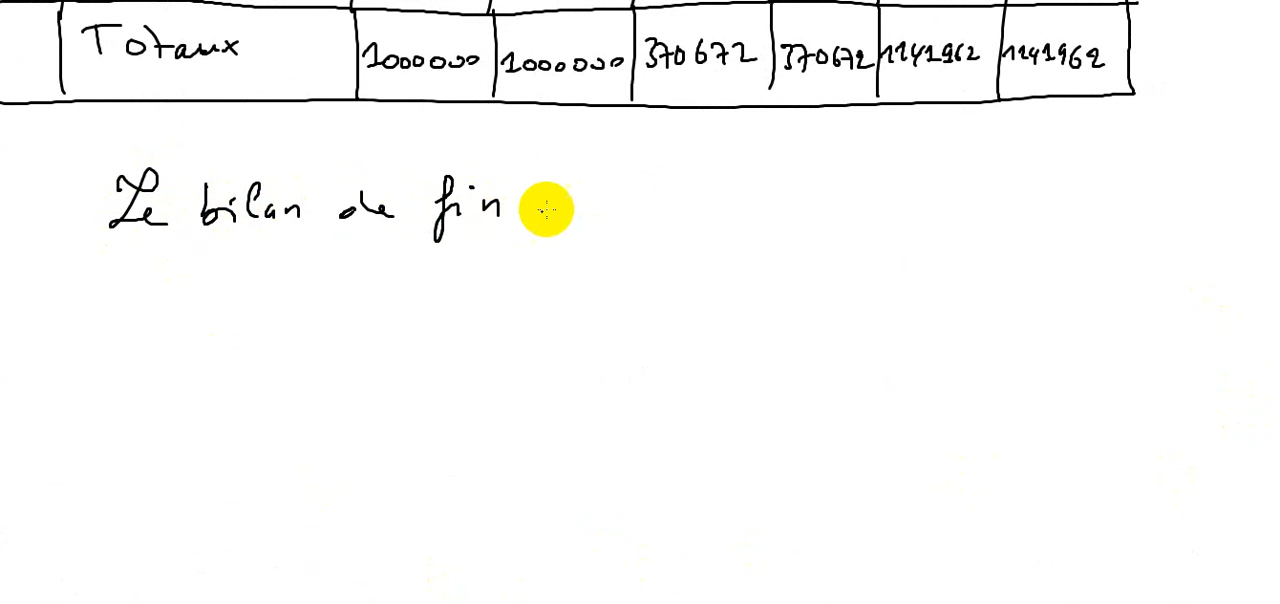 Totaux 1000000 1000000 370672 370672 1141962 1141962
Le bilan de fin